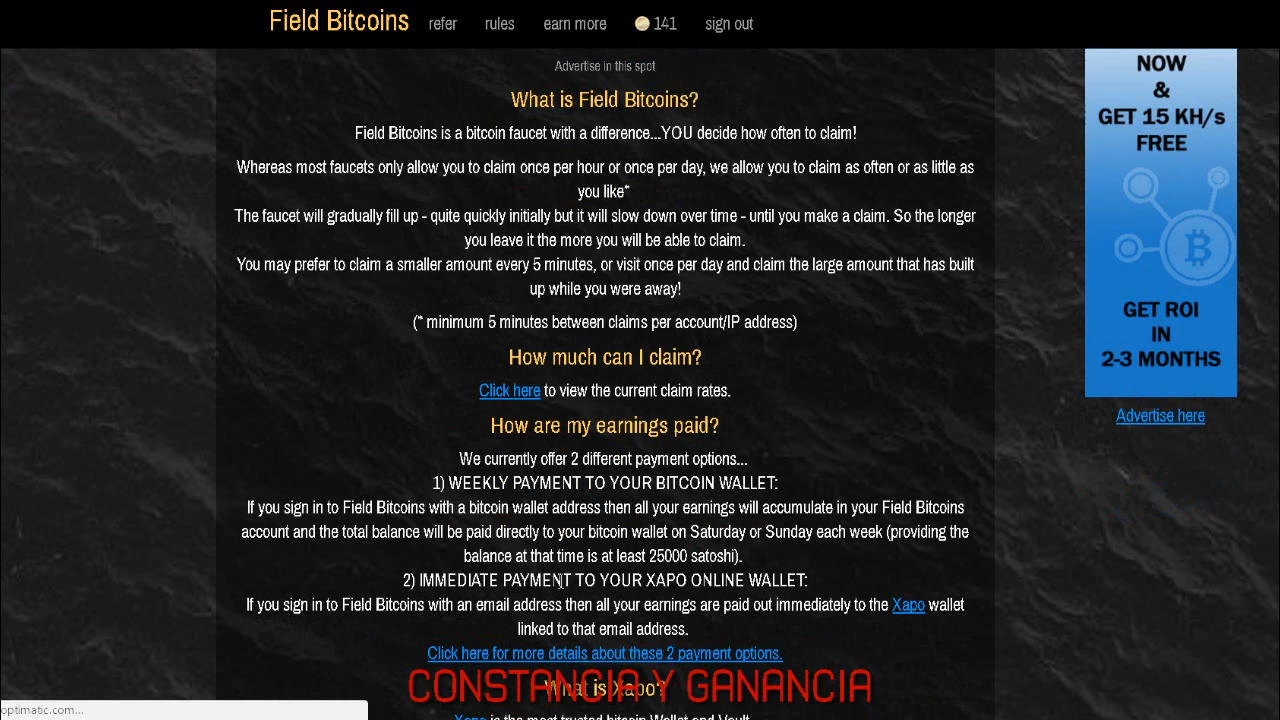 Field Bitcoins refer rules earn more 141 sign out
Advertise in this spot
What is Field Bitcoins?
Field Bitcoins is a bitcoin faucet with a difference...YOU decide how often to claim!
Whereas most faucets only allow you to claim once per hour or once per day, we allow you to claim as often or as little as
you like*
The faucet will gradually fill up - quite quickly initially but it will slow down over time - until you make a claim. So the longer
you leave it the more you will be able to claim.
You may prefer to claim a smaller amount every 5 minutes, or visit once per day and claim the large amount that has built
up while you were away!
(* minimum 5 minutes between claims per account/IP address)
How much can I claim?
Click here to view the current claim rates.
How are my earnings paid?
We currently offer 2 different payment options...
1) WEEKLY PAYMENT TO YOUR BITCOIN WALLET:
If you sign in to Field Bitcoins with a bitcoin wallet address then all your earnings will accumulate in your Field Bitcoins
account and the total balance will be paid directly to your bitcoin wallet on Saturday or Sunday each week (providing the
balance at that time is at least 25000 satoshi).
2) IMMEDIATE PAYMENT TO YOUR XAPO ONLINE WALLET:
If you sign in to Field Bitcoins with an email address then all your earnings are paid out immediately to the Xapo wallet
linked to that email address.
Click here for more details about these 2 payment options.
What is Xapo?
CONSTANCIA Y GANANCIA
Xapo is the most trusted bitcoin Wallet and Vault
NOW
&
GET 15 KH/s
FREE
GET ROI
IN
2-3 MONTHS
Advertise here
optimatic.com...